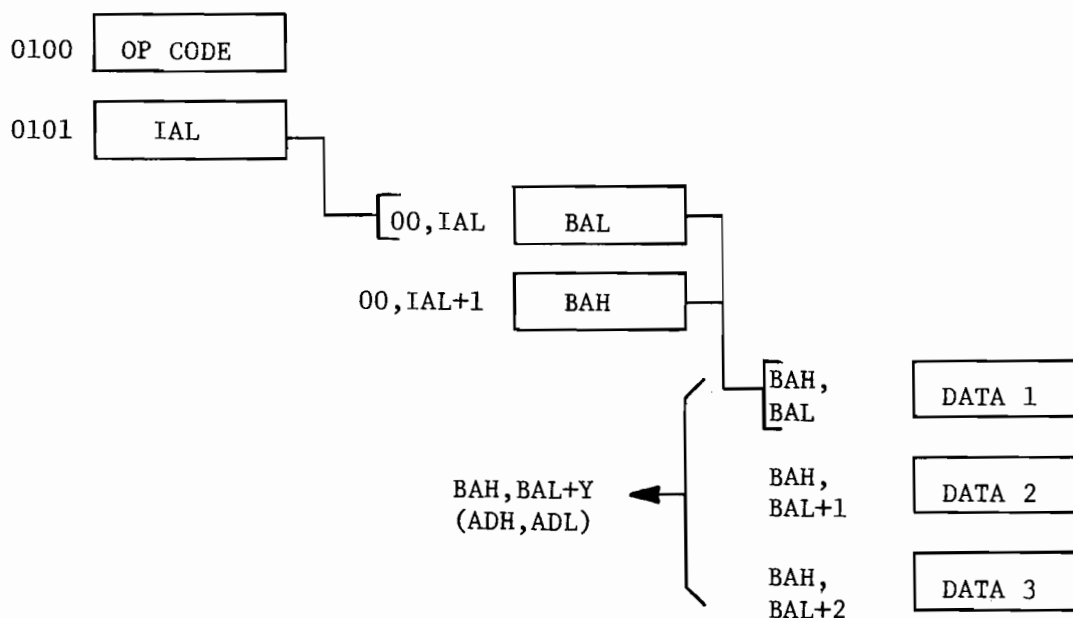 0100 OP CODE
0101 IAL
00,IAL BAL
00,IAL+1 BAH
BAH,
BAL DATA 1
BAH,
BAL+1 DATA 2
BAH,BAL+Y
(ADH,ADL)
BAH,
BAL+2 DATA 3